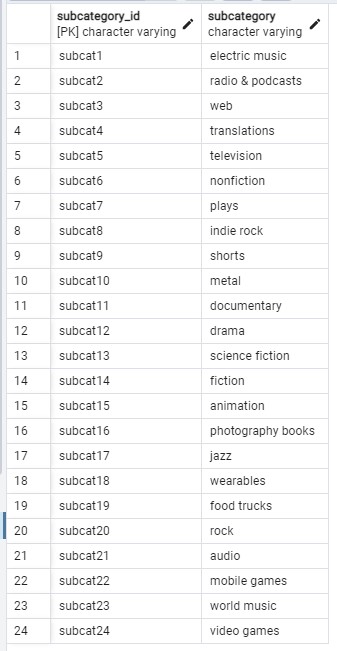 subcategory_id subcategory
[PK] character varying character varying
1 subcat1 electric music
2 subcat2 radio & podcasts
3 subcat3 web
4 subcat4 translations
5 subcat5 television
6 subcat6 nonfiction
7 subcat7 plays
8 subcat8 indie rock
9 subcat9 shorts
10 subcat10 metal
11 subcat11 documentary
12 subcat12 drama
13 subcat13 science fiction
14 subcat14 fiction
15 subcat15 animation
16 subcat16 photography books
17 subcat17 jazz
18 subcat18 wearables
19 subcat19 food trucks
20 subcat20 rock
21 subcat21 audio
22 subcat22 mobile games
23 subcat23 world music
24 subcat24 video games